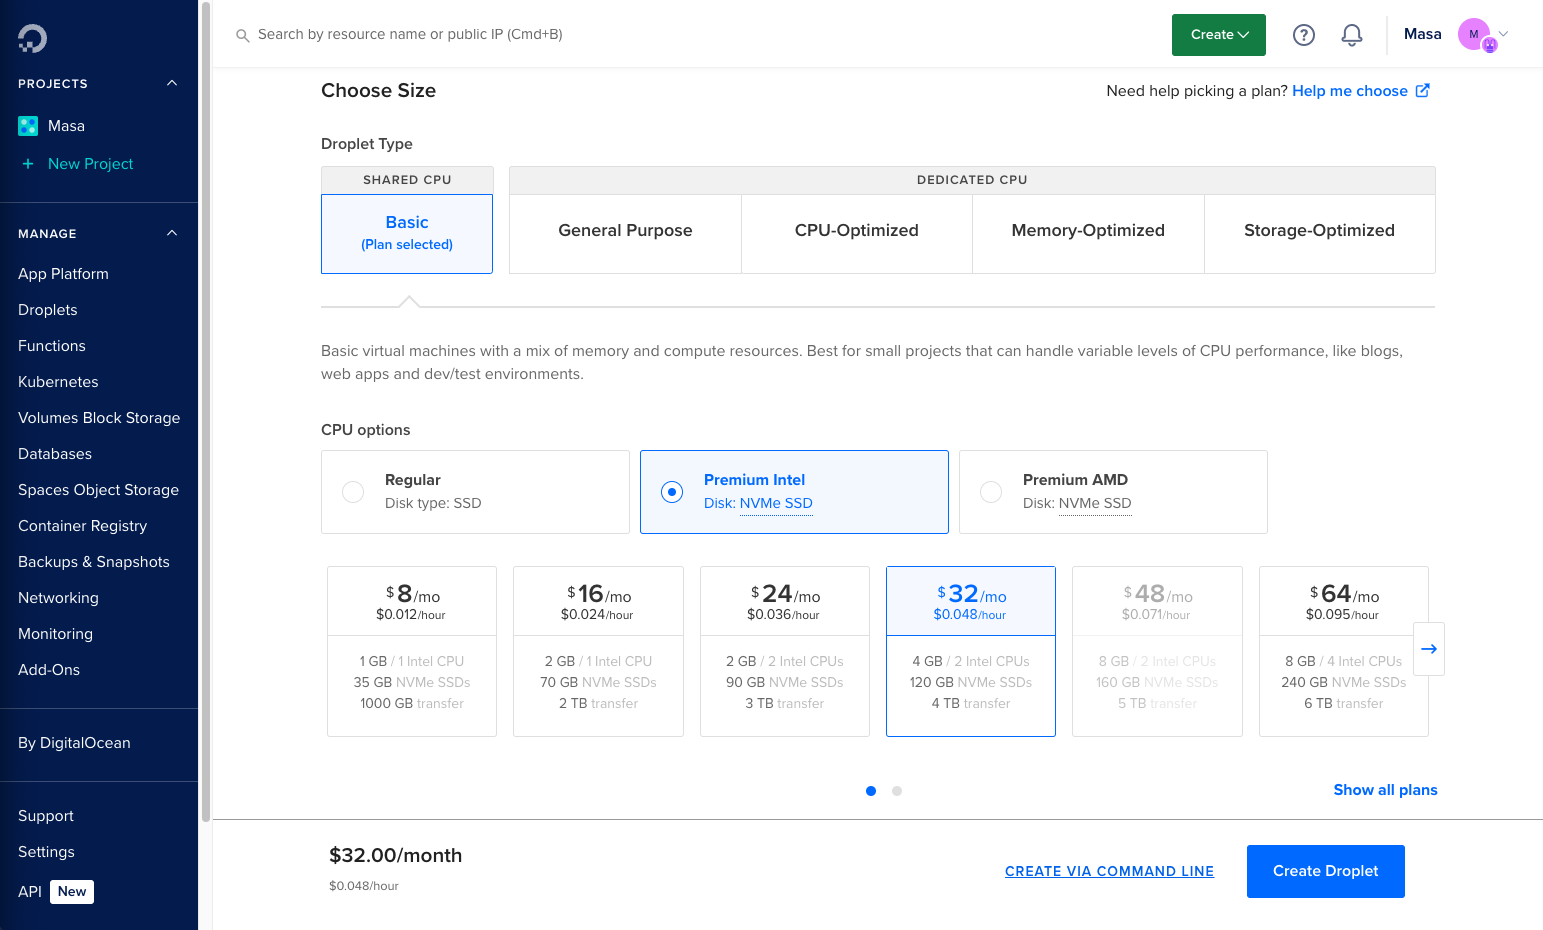 Search by resource name or public IP (Cmd+B)
Create
Masa
M
PROJECTS
Masa
+ New Project
MANAGE
App Platform
Droplets
Functions
Kubernetes
Volumes Block Storage
Databases
Spaces Object Storage
Container Registry
Backups & Snapshots
Networking
Monitoring
Add-Ons
By DigitalOcean
Support
Settings
API New
Choose Size
Need help picking a plan? Help me choose
Droplet Type
SHARED CPU
DEDICATED CPU
Basic
(Plan selected)
General Purpose
CPU-Optimized
Memory-Optimized
Storage-Optimized
Basic virtual machines with a mix of memory and compute resources. Best for small projects that can handle variable levels of CPU performance, like blogs,
web apps and dev/test environments.
CPU options
Regular
Disk type: SSD
Premium Intel
Disk: NVMe SSD
Premium AMD
Disk: NVMe SSD
$8/mo
$0.012/hour
1 GB / 1 Intel CPU
35 GB NVMe SSDs
1000 GB transfer
$16/mo
$0.024/hour
2 GB / 1 Intel CPU
70 GB NVMe SSDs
2 TB transfer
$24/mo
$0.036/hour
2 GB / 2 Intel CPUs
90 GB NVMe SSDs
3 TB transfer
$32/mo
$0.048/hour
4 GB / 2 Intel CPUs
120 GB NVMe SSDs
4 TB transfer
$48/mo
$0.071/hour
8 GB / 2 Intel CPUs
160 GB NVMe SSDs
5 TB transfer
$64/mo
$0.095/hour
8 GB / 4 Intel CPUs
240 GB NVMe SSDs
6 TB transfer
Show all plans
$32.00/month
$0.048/hour
CREATE VIA COMMAND LINE
Create Droplet